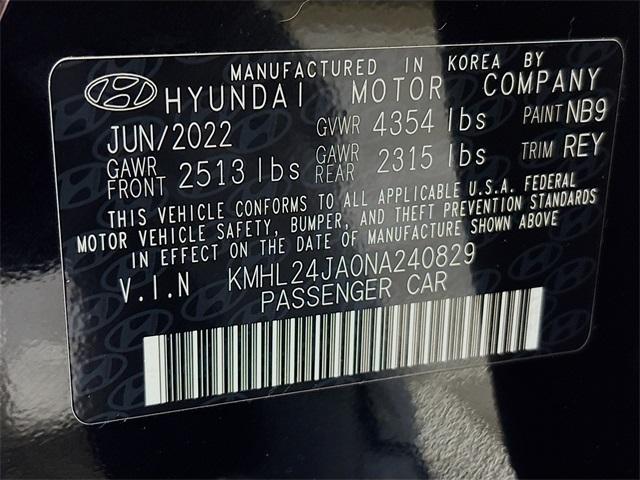 MANUFACTURED IN KOREA BY
HYUNDAI MOTOR COMPANY
JUN/2022 GVWR 4354 lbs PAINT NB9
GAWR FRONT 2513 lbs GAWR REAR 2315 lbs TRIM REY
THIS VEHICLE CONFORMS TO ALL APPLICABLE U.S.A. FEDERAL
MOTOR VEHICLE SAFETY, BUMPER, AND THEFT PREVENTION STANDARDS
IN EFFECT ON THE DATE OF MANUFACTURE SHOWN ABOVE
V.I.N KMHL24JA0NA240829
PASSENGER CAR